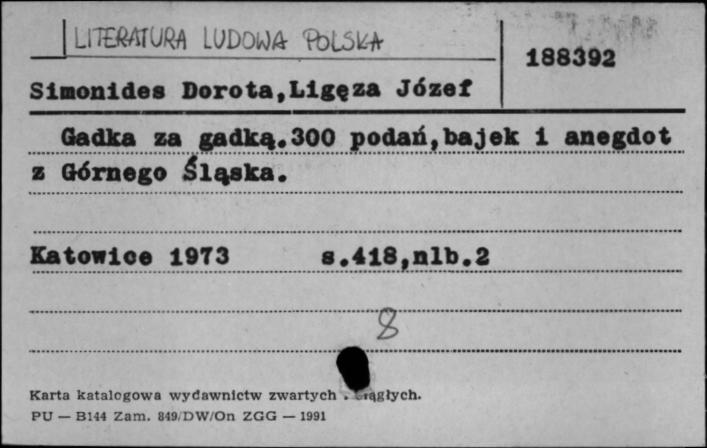 LITERATURA LUDOWA POLSKA
188392
Simonides Dorota,Ligęza Józef
Gadka za gadką.300 podań,bajek i anegdot
z Górnego Śląska.
Katowice 1973 s.418,nlb.2
8
Karta katalogowa wydawnictw zwartych . ciągłych.
PU — B144 Zam. 849/DW/On ZGG — 1991